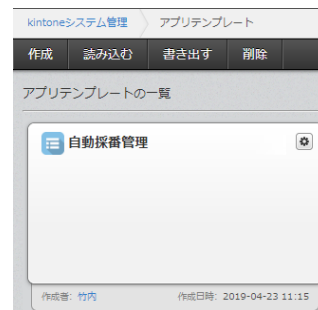 kintoneシステム管理 アプリテンプレート
作成 読み込む 書き出す 削除
アプリテンプレートの一覧
自動採番管理
作成者: 竹内 作成日時: 2019-04-23 11:15